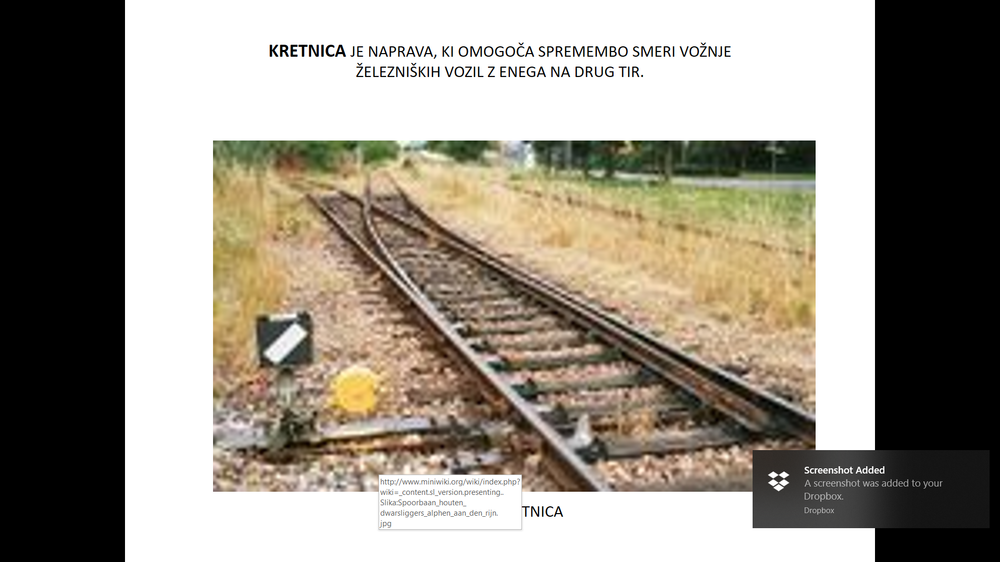 KRETNICA JE NAPRAVA, KI OMOGOČA SPREMEMBO SMERI VOŽNJE
ŽELEZNIŠKIH VOZIL Z ENEGA NA DRUG TIR.
http://www.miniwiki.org/wiki/index.php?
wiki=_content.sl_version.presenting..
Slika:Spoorbaan_houten_
dwarsliggers_alphen_aan_den_rijn.
jpg
TNICA
Screenshot Added
A screenshot was added to your
Dropbox.
Dropbox